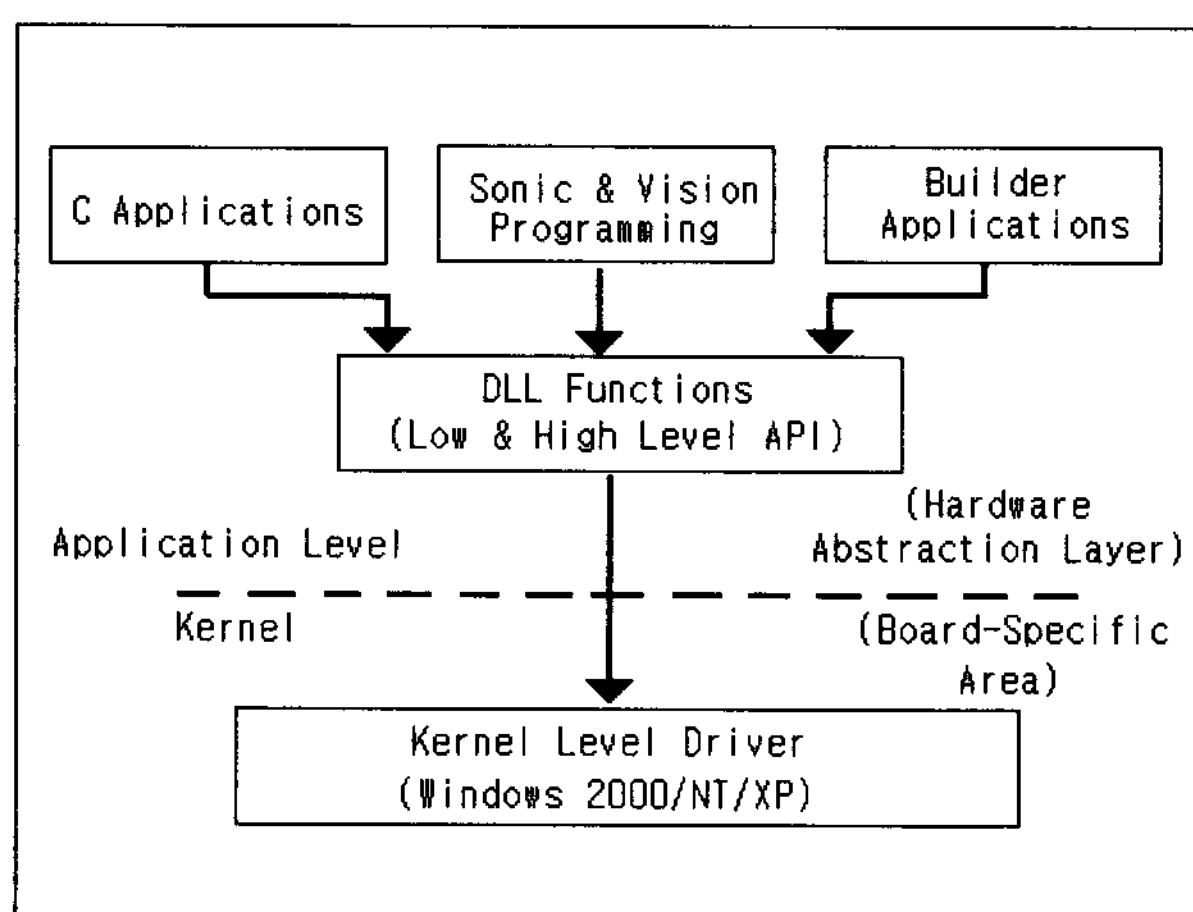 C Applications
Sonic & Vision
Programming
Builder
Applications
DLL Functions
(Low & High Level API)
Application Level
(Hardware
Abstraction Layer)
Kernel
(Board-Specific
Area)
Kernel Level Driver
(Windows 2000/NT/XP)